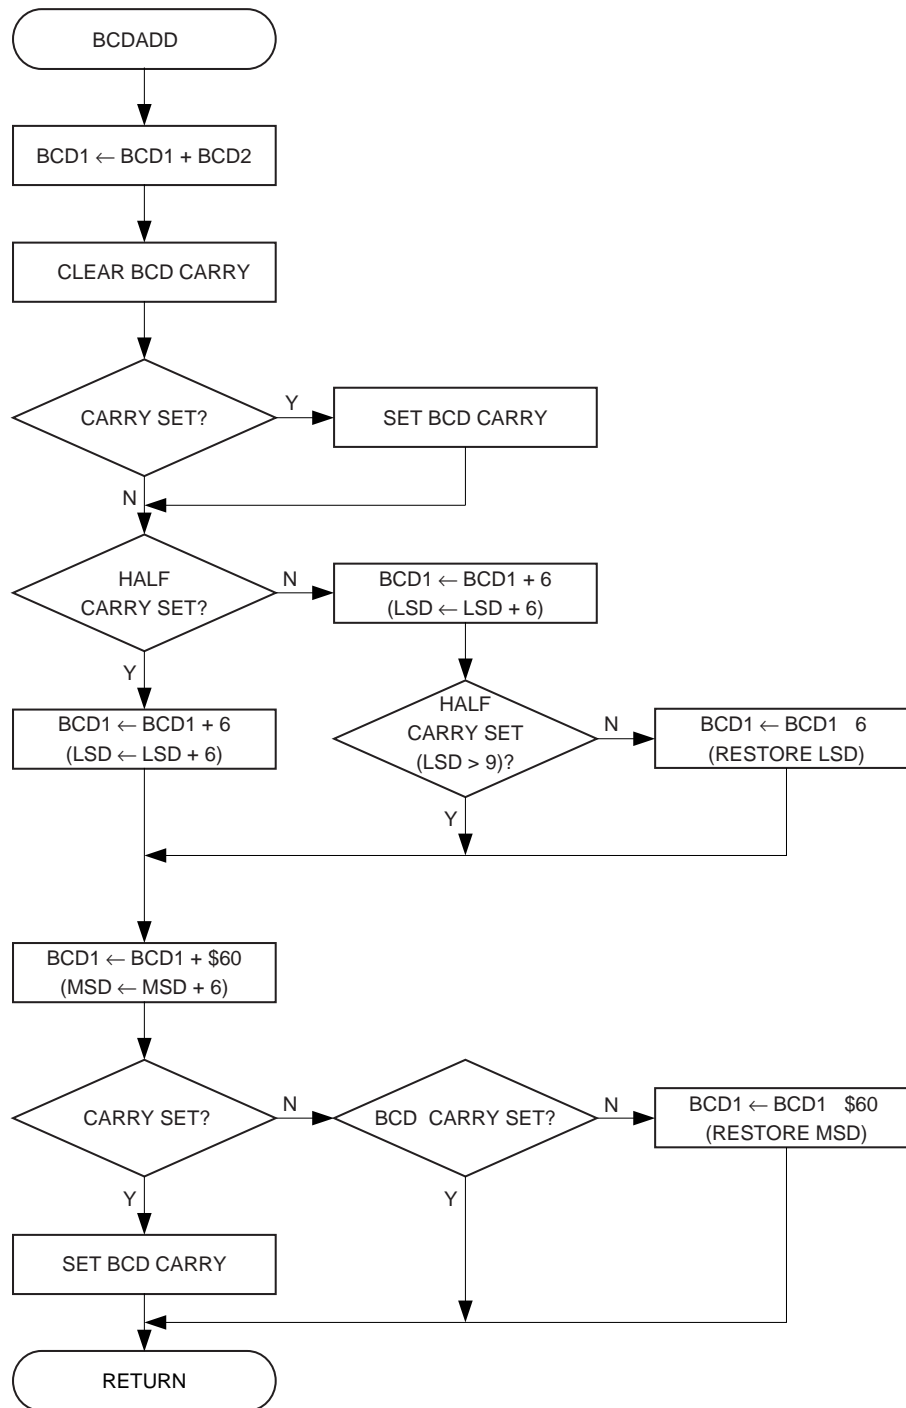 BCDADD
BCD1 ← BCD1 + BCD2
CLEAR BCD CARRY
CARRY SET?
Y
SET BCD CARRY
N
HALF
CARRY SET?
N
BCD1 ← BCD1 + 6
(LSD ← LSD + 6)
Y
BCD1 ← BCD1 + 6
(LSD ← LSD + 6)
HALF
CARRY SET
(LSD > 9)?
N
BCD1 ← BCD1 6
(RESTORE LSD)
Y
BCD1 ← BCD1 + $60
(MSD ← MSD + 6)
CARRY SET?
N
BCD CARRY SET?
N
BCD1 ← BCD1 $60
(RESTORE MSD)
Y
Y
SET BCD CARRY
RETURN